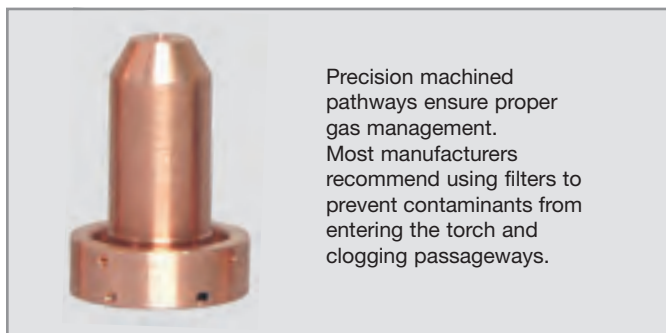 Precision machined
pathways ensure proper
gas management.
Most manufacturers
recommend using filters to
prevent contaminants from
entering the torch and
clogging passageways.